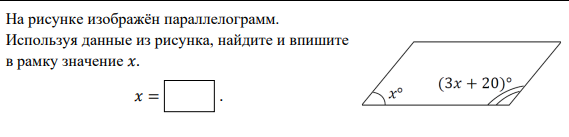 На рисунке изображён параллелограмм.
Используя данные из рисунка, найдите и впишите
в рамку значение x.
x = .
x°
(3x + 20)°